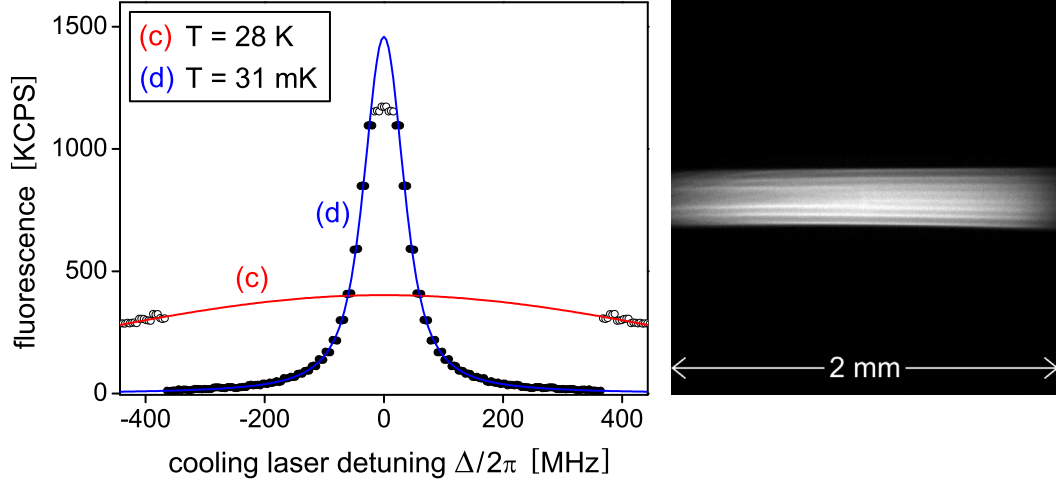 (c) T = 28 K
(d) T = 31 mK
1500
1000
500
0
fluorescence [KCPS]
(d)
(c)
-400 -200 0 200 400
cooling laser detuning Δ/2π [MHz]
2 mm